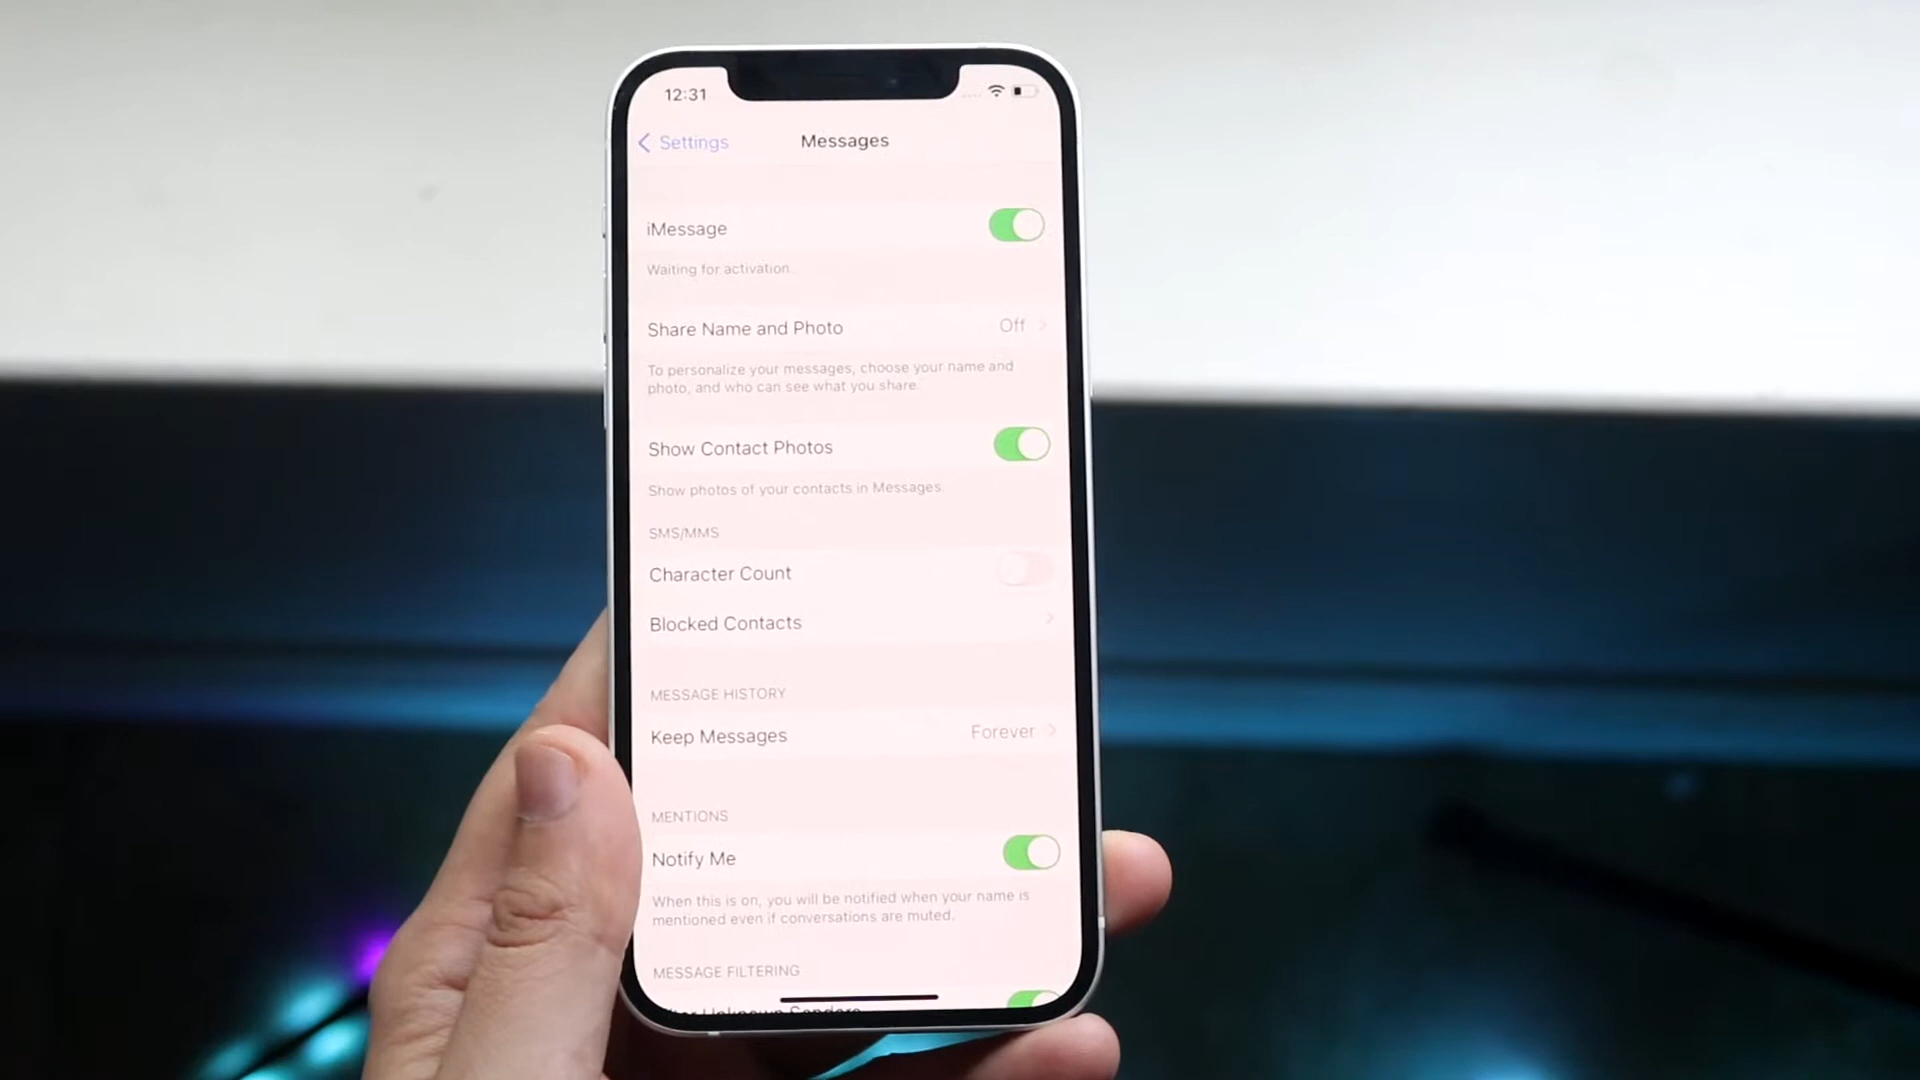 12:31
Settings
Messages
iMessage
Waiting for activation...
Share Name and Photo
Off
To personalize your messages, choose your name and
photo, and who can see what you share.
Show Contact Photos
Show photos of your contacts in Messages.
SMS/MMS
Character Count
Blocked Contacts
MESSAGE HISTORY
Keep Messages
Forever
MENTIONS
Notify Me
When this is on, you will be notified when your name is
mentioned even if conversations are muted.
MESSAGE FILTERING
Unknown Senders